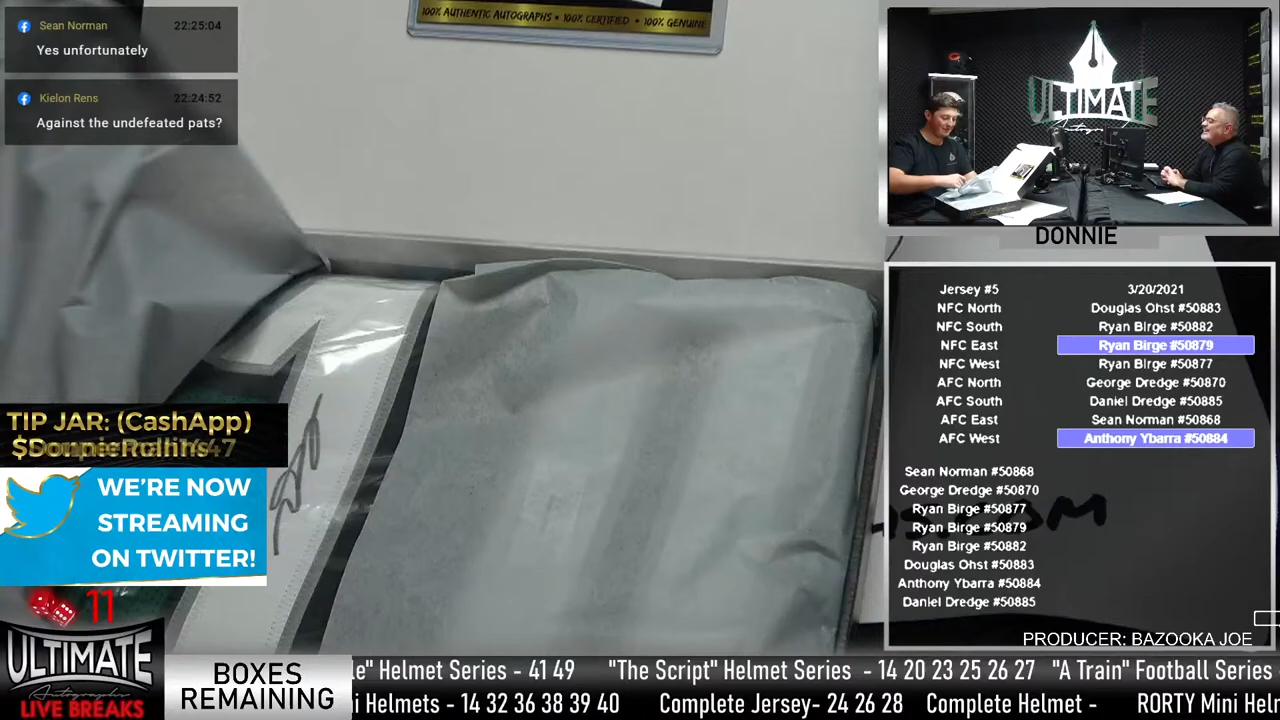 Sean Norman 22:25:04
Yes unfortunately
Kielon Rens 22:24:52
Against the undefeated pats?
100% AUTHENTIC AUTOGRAPHS • 100% CERTIFIED • 100% GENUINE
ULTIMATE
Autographs
DONNIE
Jersey #5 3/20/2021
NFC North Douglas Ohst #50883
NFC South Ryan Birge #50882
NFC East Ryan Birge #50879
NFC West Ryan Birge #50877
AFC North George Dredge #50870
AFC South Daniel Dredge #50885
AFC East Sean Norman #50868
AFC West Anthony Ybarra #50884
Sean Norman #50868
George Dredge #50870
Ryan Birge #50877
Ryan Birge #50879
Ryan Birge #50882
Douglas Ohst #50883
Anthony Ybarra #50884
Daniel Dredge #50885
PRODUCER: BAZOOKA JOE
TIP JAR: (CashApp)
WE'RE NOW
STREAMING
ON TWITTER!
11
ULTIMATE
Autographs
LIVE BREAKS
BOXES
REMAINING
le" Helmet Series - 41 49 "The Script" Helmet Series - 14 20 23 25 26 27 "A Train" Football Series
i Helmets - 14 32 36 38 39 40 Complete Jersey- 24 26 28 Complete Helmet - RORTY Mini Hel